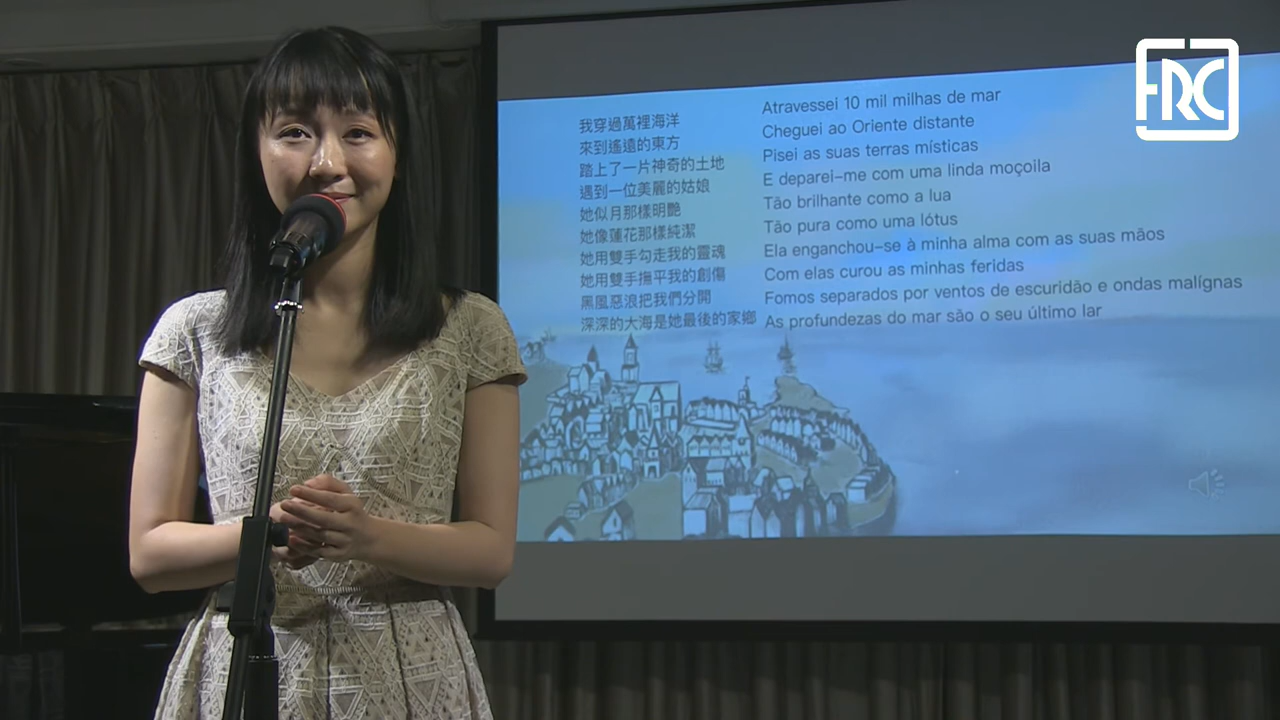 FRC
我穿過萬裡海洋
來到遙遠的東方
踏上了一片神奇的土地
遇到一位美麗的姑娘
她似月那樣明艷
她像蓮花那樣純潔
她用雙手勾走我的靈魂
她用雙手撫平我的創傷
黑風惡浪把我們分開
深深的大海是她最後的家鄉
Atravessei 10 mil milhas de mar
Cheguei ao Oriente distante
Pisei as suas terras místicas
E deparei-me com uma linda moçoila
Tão brilhante como a lua
Tão pura como uma lótus
Ela enganchou-se à minha alma com as suas mãos
Com elas curou as minhas feridas
Fomos separados por ventos de escuridão e ondas malígnas
As profundezas do mar são o seu último lar